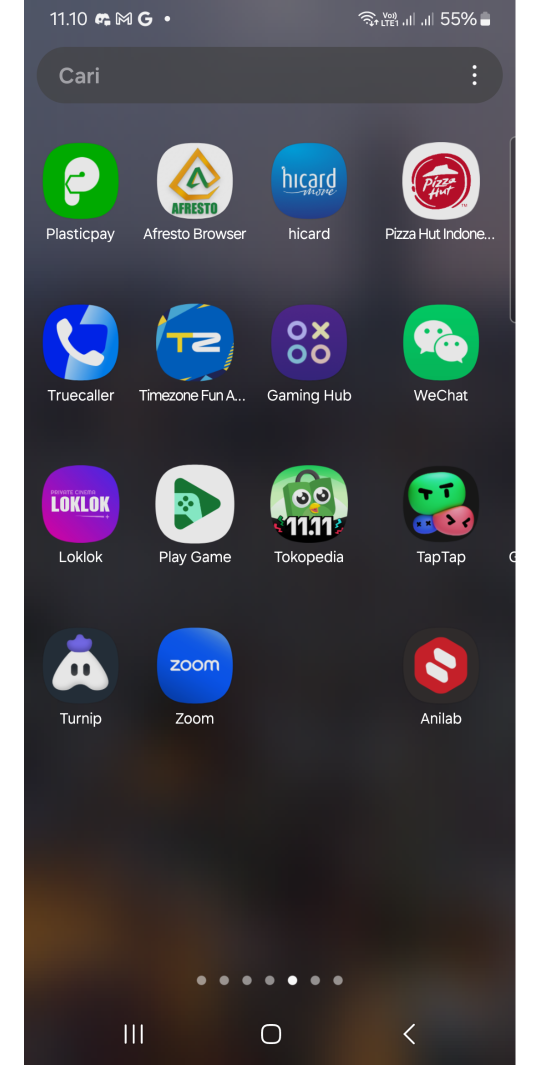 11.10 G Vo)) LTE1 55%
Cari
AFRESTO hicard more Pizza Hut
Plasticpay Afresto Browser hicard Pizza Hut Indone...
TZ
Truecaller Timezone Fun A... Gaming Hub WeChat
PRIVATE CINEMA
LOKLOK 11.11
Loklok Play Game Tokopedia TapTap G
zoom
Turnip Zoom Anilab